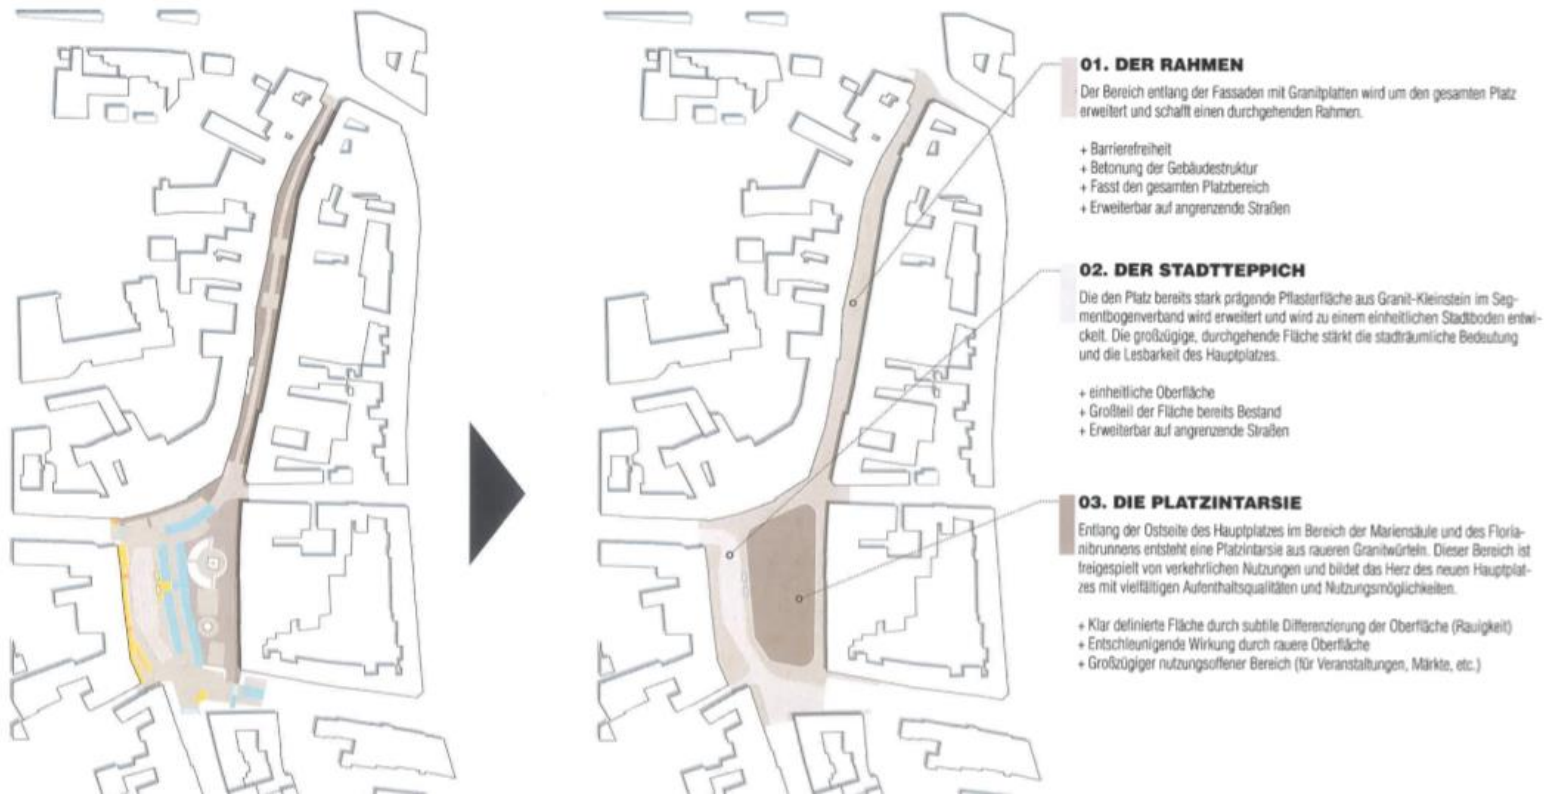 01. DER RAHMEN
Der Bereich entlang der Fassaden mit Granitplatten wird um den gesamten Platz
erweitert und schafft einen durchgehenden Rahmen.
+ Barrierefreiheit
+ Betonung der Gebäudestruktur
+ Fasst den gesamten Platzbereich
+ Erweiterbar auf angrenzende Straßen
02. DER STADTTEPPICH
Die den Platz bereits stark prägende Pflasterfläche aus Granit-Kleinstein im Seg-
mentbogenverband wird erweitert und wird zu einem einheitlichen Stadtboden entwi-
ckelt. Die großzügige, durchgehende Fläche stärkt die stadträumliche Bedeutung
und die Lesbarkeit des Hauptplatzes.
+ einheitliche Oberfläche
+ Großteil der Fläche bereits Bestand
+ Erweiterbar auf angrenzende Straßen
03. DIE PLATZINTARSIE
Entlang der Ostseite des Hauptplatzes im Bereich der Mariensäule und des Floria-
nibrunnens entsteht eine Platzintarsie aus raueren Granitwürfeln. Dieser Bereich ist
freigespielt von verkehrlichen Nutzungen und bildet das Herz des neuen Hauptplat-
zes mit vielfältigen Aufenthaltsqualitäten und Nutzungsmöglichkeiten.
+ Klar definierte Fläche durch subtile Differenzierung der Oberfläche (Rauigkeit)
+ Entschleunigende Wirkung durch rauere Oberfläche
+ Großzügiger nutzungsoffener Bereich (für Veranstaltungen, Märkte, etc.)